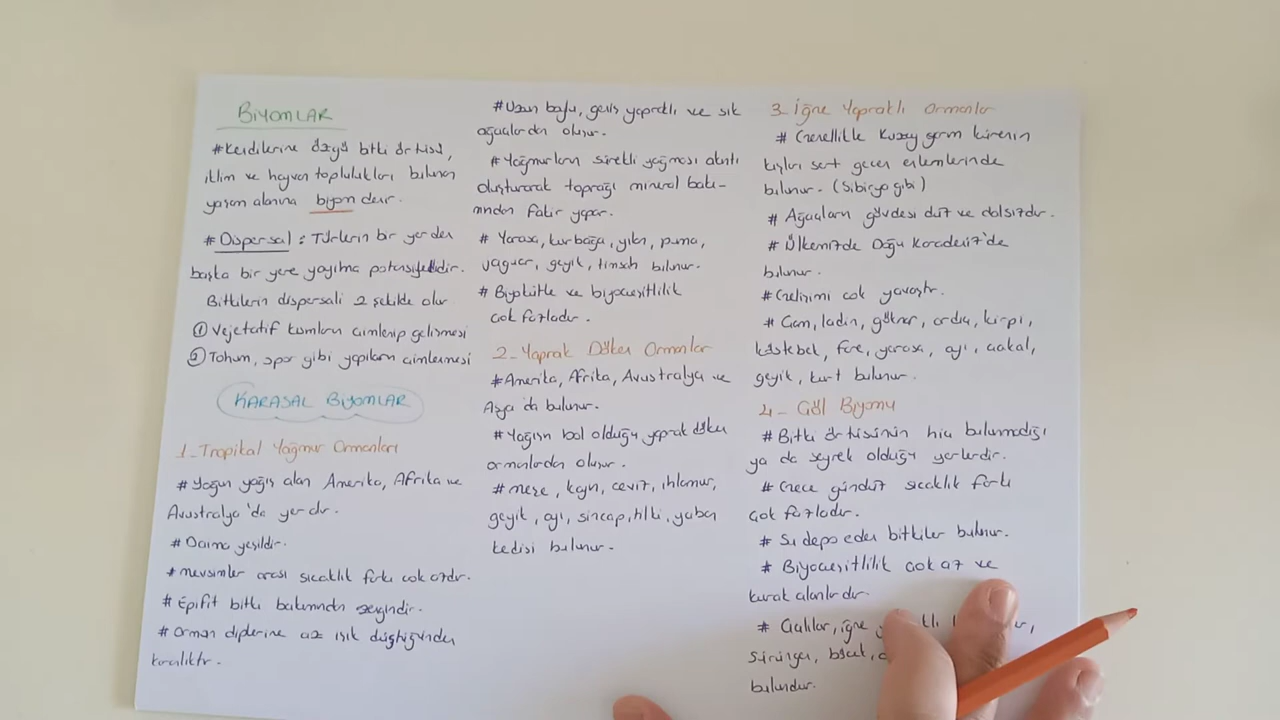 BİYOMLAR
#Kendilerine özgü bitki örtüsü,
iklim ve hayvan toplulukları bulunan
yaşam alanına biyom denir.
# Dispersal : Türlerin bir yerden
başka bir yere yayılma potansiyelidir.
Bitkilerin dispersali 2 şekilde olur
① Vejetatif kısımların çimlenip gelişmesi
② Tohum, spor gibi yapıların çimlenmesi
KARASAL BİYOMLAR
1_Tropikal Yağmur Ormanları
# Yoğun yağış alan Amerika, Afrika ve
Avustralya'da yer alır.
# Daima yeşildir.
# mevsimler arası sıcaklık farkı çok azdır.
# Epifit bitki bakımından zengindir.
# Orman diplerine az ışık düştüğünden
karanlıktır.
#Uzun boylu, geniş yapraklı ve sık
ağaçlardan oluşur.
#Yağmurların sürekli yağması akıntı
oluşturarak toprağı mineral bakı-
mından fakir yapar.
# Yarasa, kurbağa, yılan, puma,
jaguar, geyik, timsah bulunur.
# Biyokütle ve biyoçeşitlilik
çok fazladır.
2_Yaprak Döken Ormanlar
#Amerika, Afrika, Avustralya ve
Asya'da bulunur.
#Yağışın bol olduğu yaprak döken
ormanlardan oluşur.
# meşe, kayın, ceviz, ıhlamur,
geyik, ayı, sincap, tilki, yaban
kedisi bulunur.
3_İğne Yapraklı Ormanlar
# Genellikle kuzey yarım kürenin
kışları sert geçen enlemlerinde
bulunur. (Sibirya gibi)
# Ağaçların gövdesi düz ve dalsızdır.
# Ülkemizde Doğu Karadeniz'de
bulunur.
#Gelişimi çok yavaştır.
# Çam, ladin, göknar, ardıç, kirpi,
köstebek, fare, yarasa, ayı, çakal,
geyik, kurt bulunur.
4_ Çöl Biyomu
#Bitki örtüsünün hiç bulunmadığı
ya da seyrek olduğu yerlerdir.
# Gece gündüz sıcaklık farkı
çok fazladır.
# Su depo eden bitkiler bulunur.
# Biyoçeşitlilik çok az ve
kurak alanlardır.
# Çalılar, iğne
sürüngen, böcek,
bulunur.